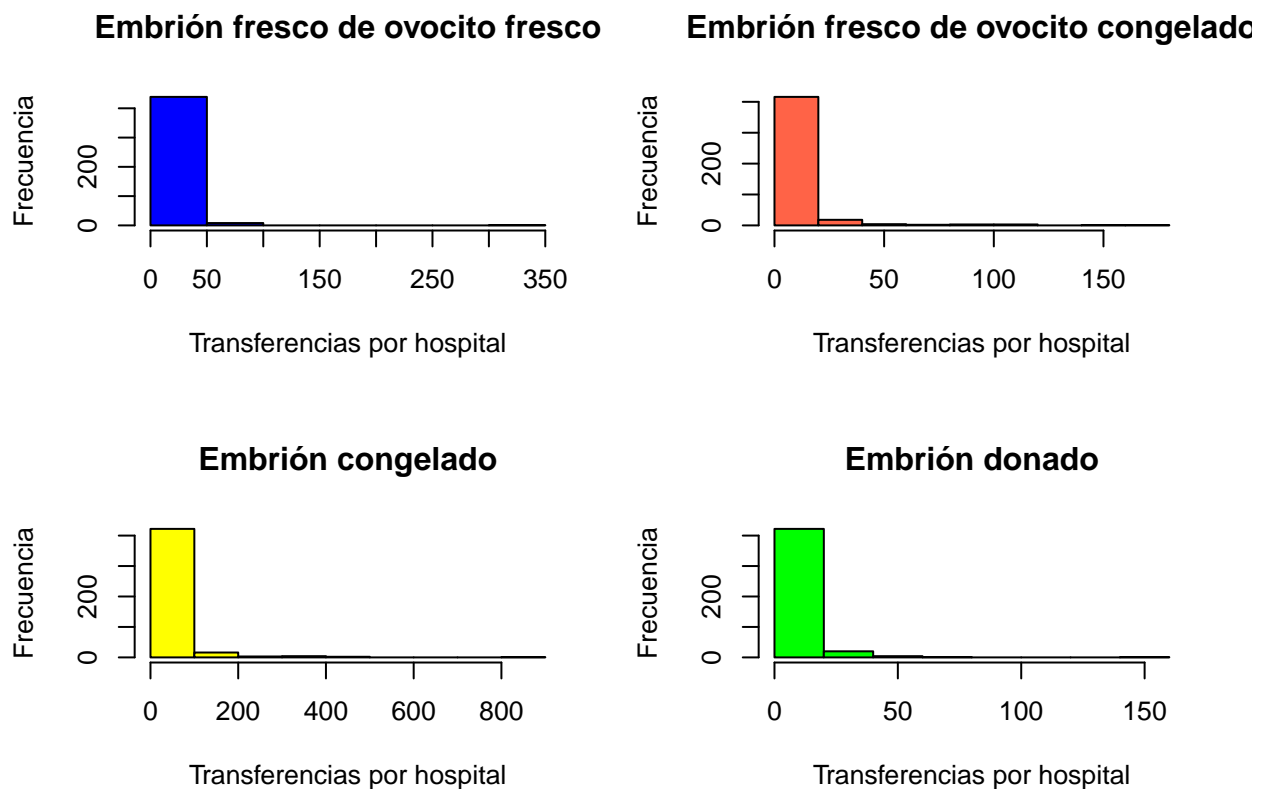 Embrión fresco de ovocito fresco
Frecuencia
0 200
0 50 150 250 350
Transferencias por hospital
Embrión fresco de ovocito congelado
Frecuencia
0 200
0 50 100 150
Transferencias por hospital
Embrión congelado
Frecuencia
0 200
0 200 400 600 800
Transferencias por hospital
Embrión donado
Frecuencia
0 200
0 50 100 150
Transferencias por hospital